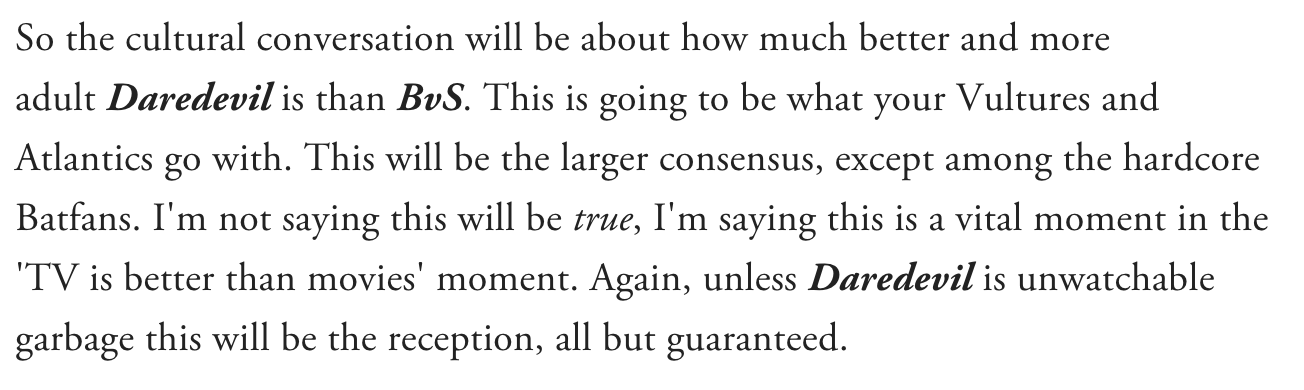 So the cultural conversation will be about how much better and more
adult Daredevil is than BvS. This is going to be what your Vultures and
Atlantics go with. This will be the larger consensus, except among the hardcore
Batfans. I'm not saying this will be true, I'm saying this is a vital moment in the
'TV is better than movies' moment. Again, unless Daredevil is unwatchable
garbage this will be the reception, all but guaranteed.